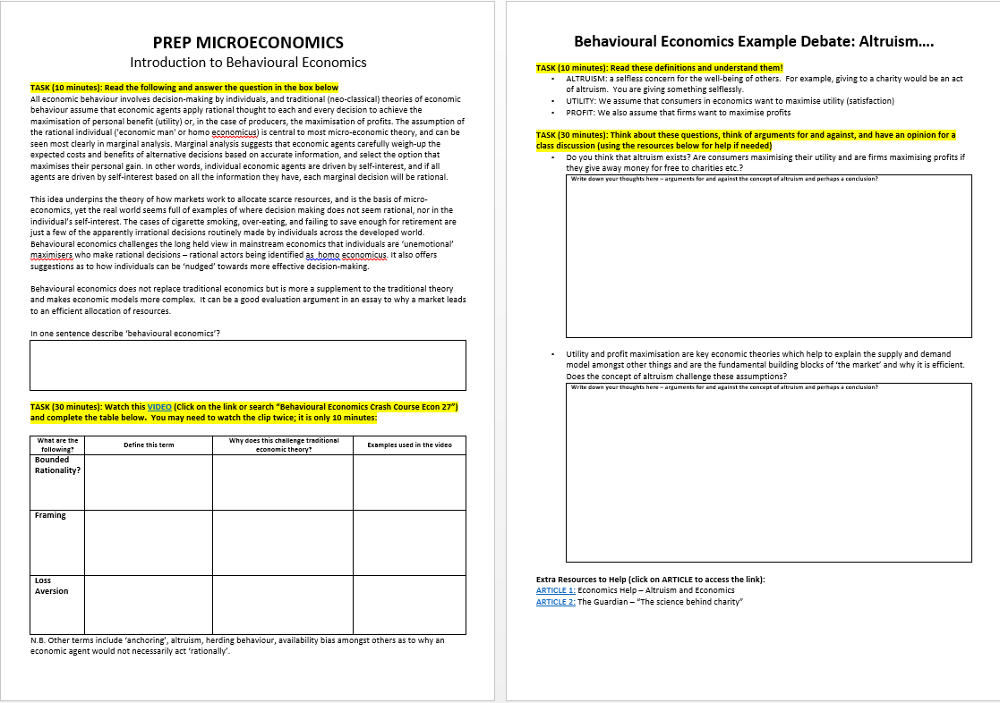 PREP MICROECONOMICS
Introduction to Behavioural Economics
TASK (10 minutes): Read the following and answer the question in the box below
All economic behaviour involves decision-making by individuals, and traditional (neo-classical) theories of economic
behaviour assume that economic agents apply rational thought to each and every decision to achieve the
maximisation of personal benefit (utility) or, in the case of producers, the maximisation of profits. The assumption of
the rational individual ('economic man' or homo economicus) is central to most micro-economic theory, and can be
seen most clearly in marginal analysis. Marginal analysis suggests that economic agents carefully weigh-up the
expected costs and benefits of alternative decisions based on accurate information, and select the option that
maximises their personal gain. In other words, individual economic agents are driven by self-interest, and if all
agents are driven by self-interest based on all the information they have, each marginal decision will be rational.
This idea underpins the theory of how markets work to allocate scarce resources, and is the basis of micro-
economics, yet the real world seems full of examples of where decision making does not seem rational, nor in the
individual's self-interest. The cases of cigarette smoking, over-eating, and failing to save enough for retirement are
just a few of the apparently irrational decisions routinely made by individuals across the developed world.
Behavioural economics challenges the long held view in mainstream economics that individuals are ‘unemotional’
maximisers who make rational decisions – rational actors being identified as homo economicus. It also offers
suggestions as to how individuals can be ‘nudged’ towards more effective decision-making.
Behavioural economics does not replace traditional economics but is more a supplement to the traditional theory
and makes economic models more complex. It can be a good evaluation argument in an essay to why a market leads
to an efficient allocation of resources.
In one sentence describe ‘behavioural economics’?
TASK (30 minutes): Watch this VIDEO (Click on the link or search “Behavioural Economics Crash Course Econ 27”)
and complete the table below. You may need to watch the clip twice; it is only 10 minutes:
What are the
following?
Define this term
Why does this challenge traditional
economic theory?
Examples used in the video
Bounded
Rationality?
Framing
Loss
Aversion
N.B. Other terms include ‘anchoring’, altruism, herding behaviour, availability bias amongst others as to why an
economic agent would not necessarily act ‘rationally’.
Behavioural Economics Example Debate: Altruism….
TASK (10 minutes): Read these definitions and understand them!
• ALTRUISM: a selfless concern for the well-being of others. For example, giving to a charity would be an act
of altruism. You are giving something selflessly.
• UTILITY: We assume that consumers in economics want to maximise utility (satisfaction)
• PROFIT: We also assume that firms want to maximise profits
TASK (30 minutes): Think about these questions, think of arguments for and against, and have an opinion for a
class discussion (using the resources below for help if needed)
• Do you think that altruism exists? Are consumers maximising their utility and are firms maximising profits if
they give away money for free to charities etc.?
Write down your thoughts here – arguments for and against the concept of altruism and perhaps a conclusion?
• Utility and profit maximisation are key economic theories which help to explain the supply and demand
model amongst other things and are the fundamental building blocks of ‘the market’ and why it is efficient.
Does the concept of altruism challenge these assumptions?
Write down your thoughts here – arguments for and against the concept of altruism and perhaps a conclusion?
Extra Resources to Help (click on ARTICLE to access the link):
ARTICLE 1: Economics Help – Altruism and Economics
ARTICLE 2: The Guardian – “The science behind charity”